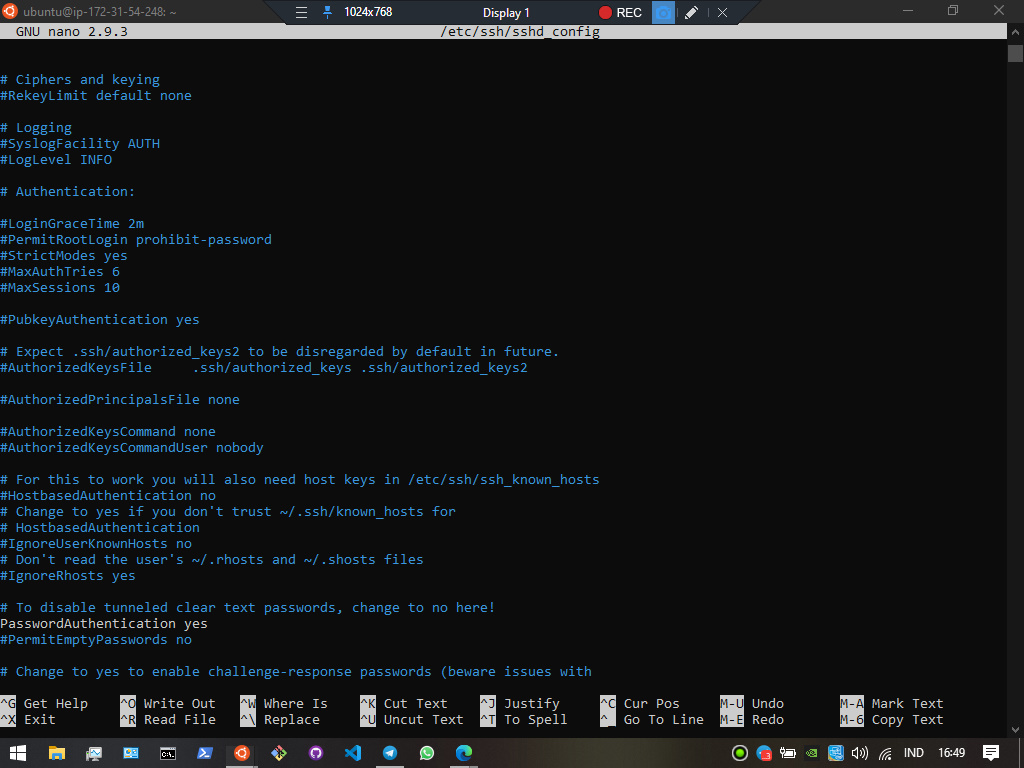 ubuntu@ip-172-31-54-248: ~
1024x768
Display 1
REC
GNU nano 2.9.3
/etc/ssh/sshd_config
# Ciphers and keying
#RekeyLimit default none
# Logging
#SyslogFacility AUTH
#LogLevel INFO
# Authentication:
#LoginGraceTime 2m
#PermitRootLogin prohibit-password
#StrictModes yes
#MaxAuthTries 6
#MaxSessions 10
#PubkeyAuthentication yes
# Expect .ssh/authorized_keys2 to be disregarded by default in future.
#AuthorizedKeysFile     .ssh/authorized_keys .ssh/authorized_keys2
#AuthorizedPrincipalsFile none
#AuthorizedKeysCommand none
#AuthorizedKeysCommandUser nobody
# For this to work you will also need host keys in /etc/ssh/ssh_known_hosts
#HostbasedAuthentication no
# Change to yes if you don't trust ~/.ssh/known_hosts for
# HostbasedAuthentication
#IgnoreUserKnownHosts no
# Don't read the user's ~/.rhosts and ~/.shosts files
#IgnoreRhosts yes
# To disable tunneled clear text passwords, change to no here!
PasswordAuthentication yes
#PermitEmptyPasswords no
# Change to yes to enable challenge-response passwords (beware issues with
^G Get Help ^O Write Out ^W Where Is ^K Cut Text ^J Justify ^C Cur Pos M-U Undo M-A Mark Text
^X Exit ^R Read File ^\ Replace ^U Uncut Text ^T To Spell ^_ Go To Line M-E Redo M-6 Copy Text
IND 16:49